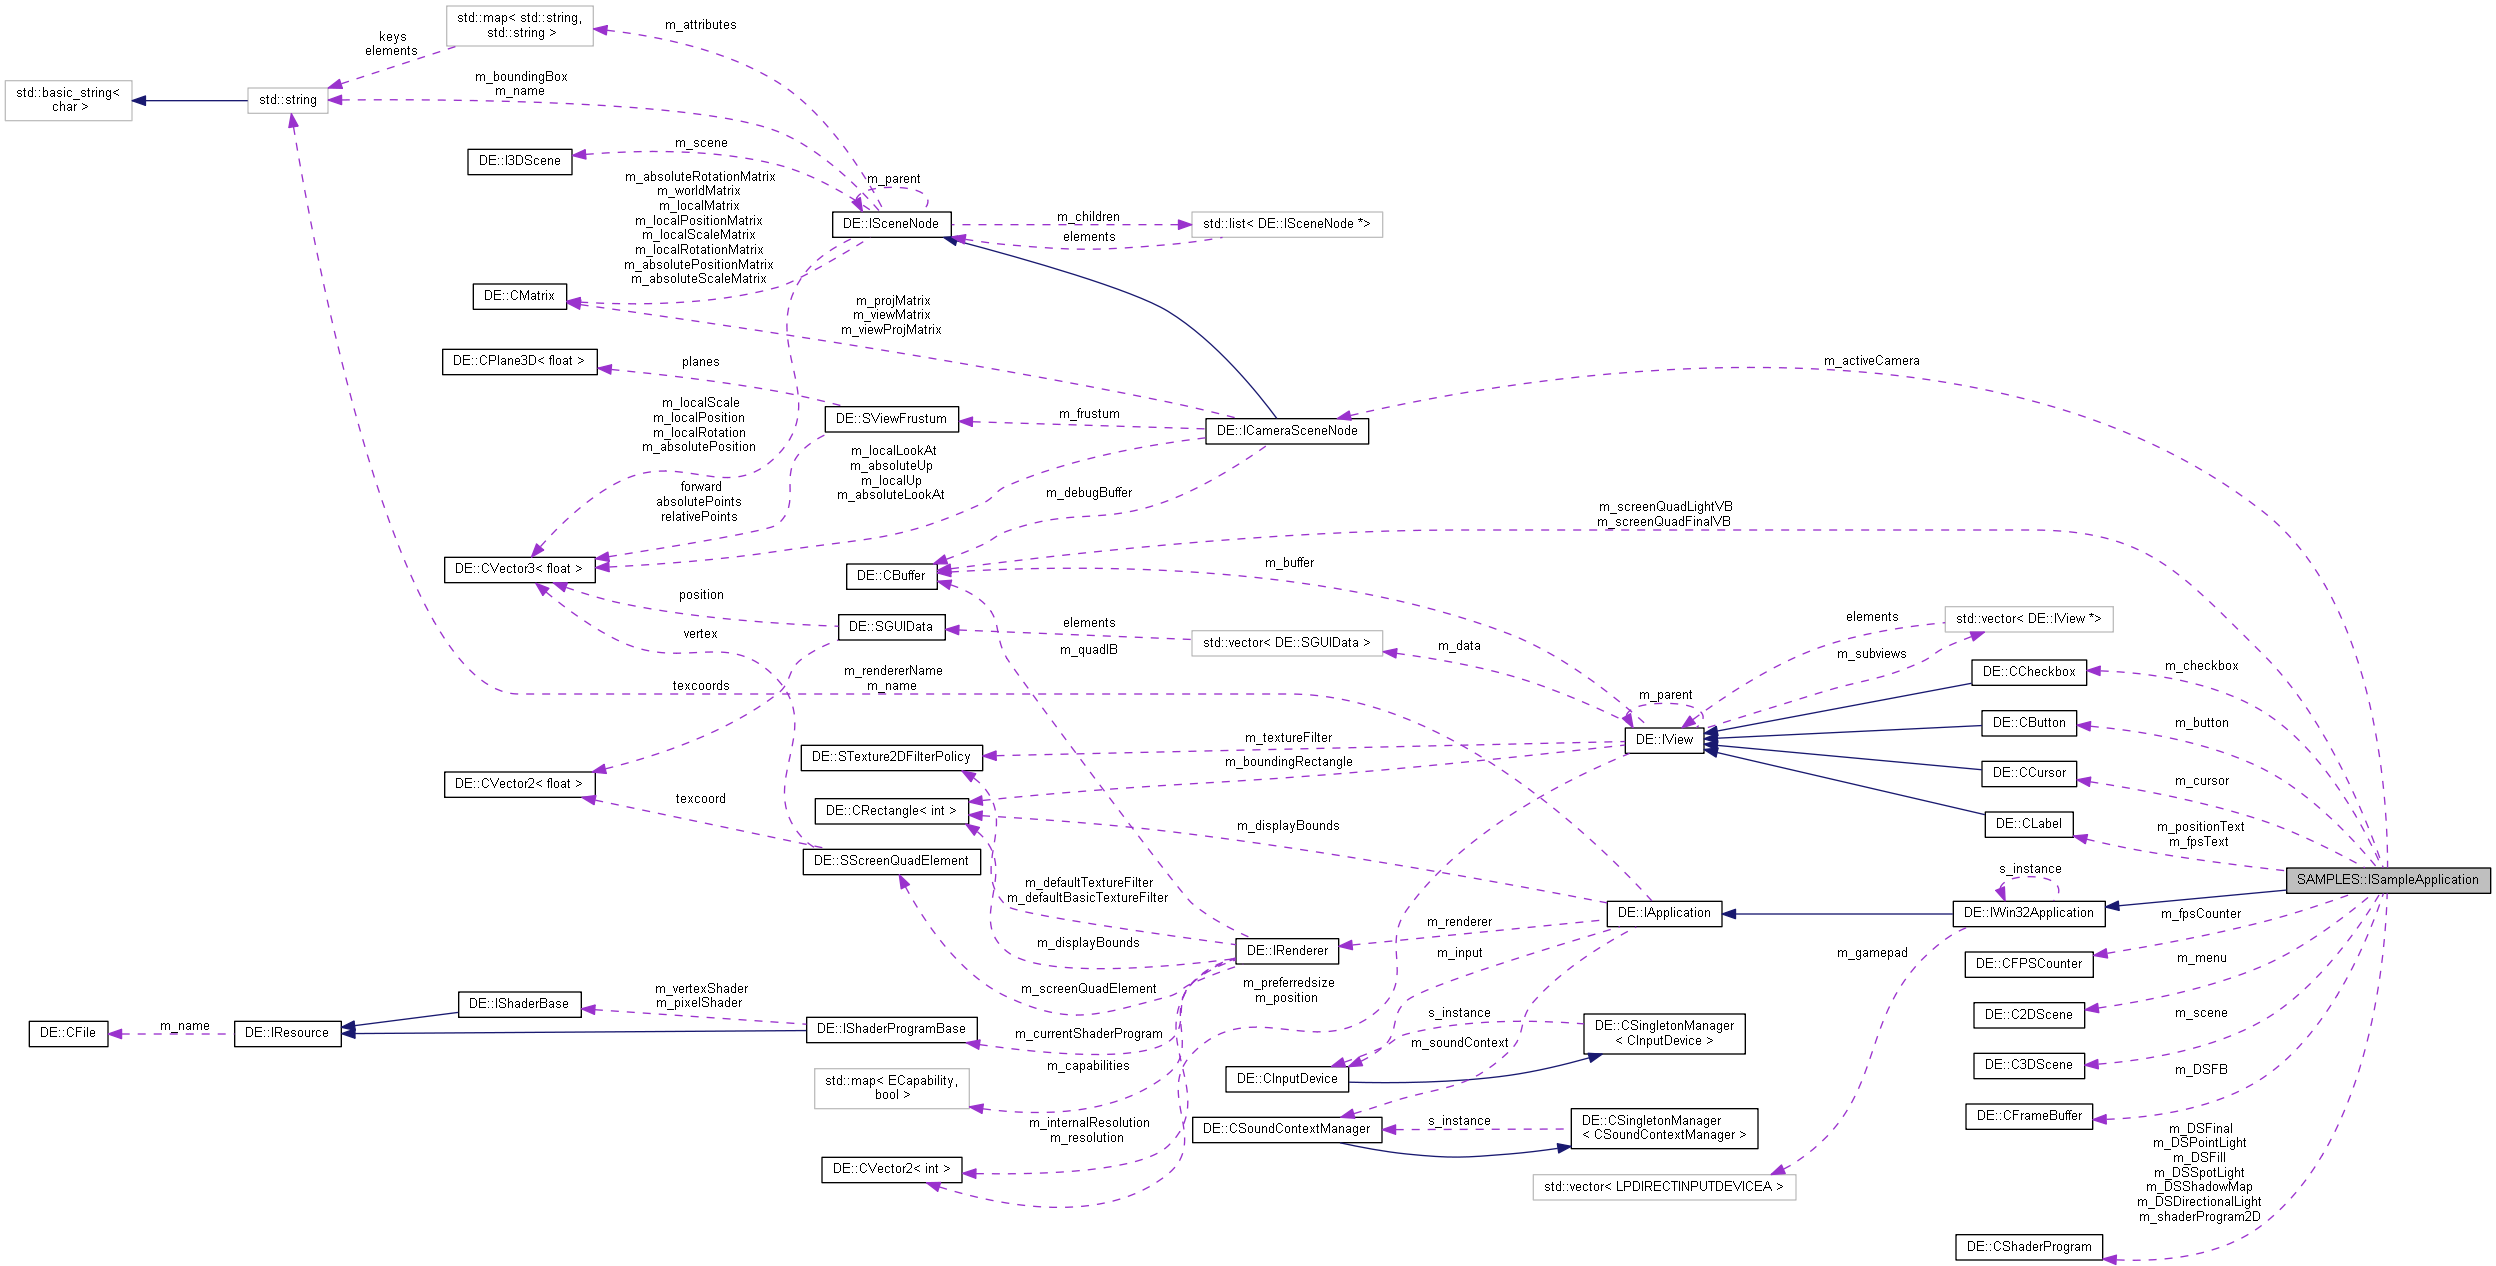 std::map< std::string,
std::string >
m_attributes
keys
elements
m_boundingBox
m_name
std::basic_string<
char >
std::string
m_scene
DE::I3DScene
m_absoluteRotationMatrix
m_worldMatrix
m_localMatrix
m_localPositionMatrix
m_localScaleMatrix
m_localRotationMatrix
m_absolutePositionMatrix
m_absoluteScaleMatrix
m_parent
DE::ISceneNode
m_children
elements
std::list< DE::ISceneNode *>
DE::CMatrix
m_projMatrix
m_viewMatrix
m_viewProjMatrix
DE::CPlane3D< float >
planes
m_activeCamera
m_localScale
m_localPosition
m_localRotation
m_absolutePosition
DE::SViewFrustum
m_frustum
DE::ICameraSceneNode
m_localLookAt
m_absoluteUp
m_localUp
m_absoluteLookAt
forward
absolutePoints
relativePoints
m_debugBuffer
m_screenQuadLightVB
m_screenQuadFinalVB
DE::CVector3< float >
DE::CBuffer
m_buffer
position
DE::SGUIData
elements
m_quadIB
std::vector< DE::SGUIData >
m_data
elements
std::vector< DE::IView *>
m_subviews
vertex
texcoords
m_rendererName
m_name
m_parent
DE::IView
DE::CCheckbox
m_checkbox
DE::CButton
m_button
DE::CCursor
m_cursor
DE::CLabel
m_positionText
m_fpsText
DE::STexture2DFilterPolicy
m_textureFilter
m_boundingRectangle
DE::CVector2< float >
texcoord
DE::CRectangle< int >
m_displayBounds
DE::SScreenQuadElement
m_defaultTextureFilter
m_defaultBasicTextureFilter
s_instance
SAMPLES::ISampleApplication
DE::IApplication
DE::IWin32Application
m_fpsCounter
m_renderer
m_displayBounds
DE::IRenderer
m_input
m_gamepad
DE::CFPSCounter
m_menu
m_screenQuadElement
m_preferredsize
m_position
DE::IShaderBase
m_vertexShader
m_pixelShader
DE::C2DScene
m_scene
DE::CFile
m_name
DE::IResource
DE::IShaderProgramBase
m_currentShaderProgram
s_instance
DE::CSingletonManager
< CInputDevice >
m_soundContext
m_capabilities
std::map< ECapability,
bool >
DE::CInputDevice
DE::C3DScene
m_DSFB
DE::CFrameBuffer
m_internalResolution
m_resolution
DE::CSoundContextManager
s_instance
DE::CSingletonManager
< CSoundContextManager >
DE::CVector2< int >
std::vector< LPDIRECTINPUTDEVICEA >
m_DSFinal
m_DSPointLight
m_DSFill
m_DSSpotLight
m_DSShadowMap
m_DSDirectionalLight
m_shaderProgram2D
DE::CShaderProgram